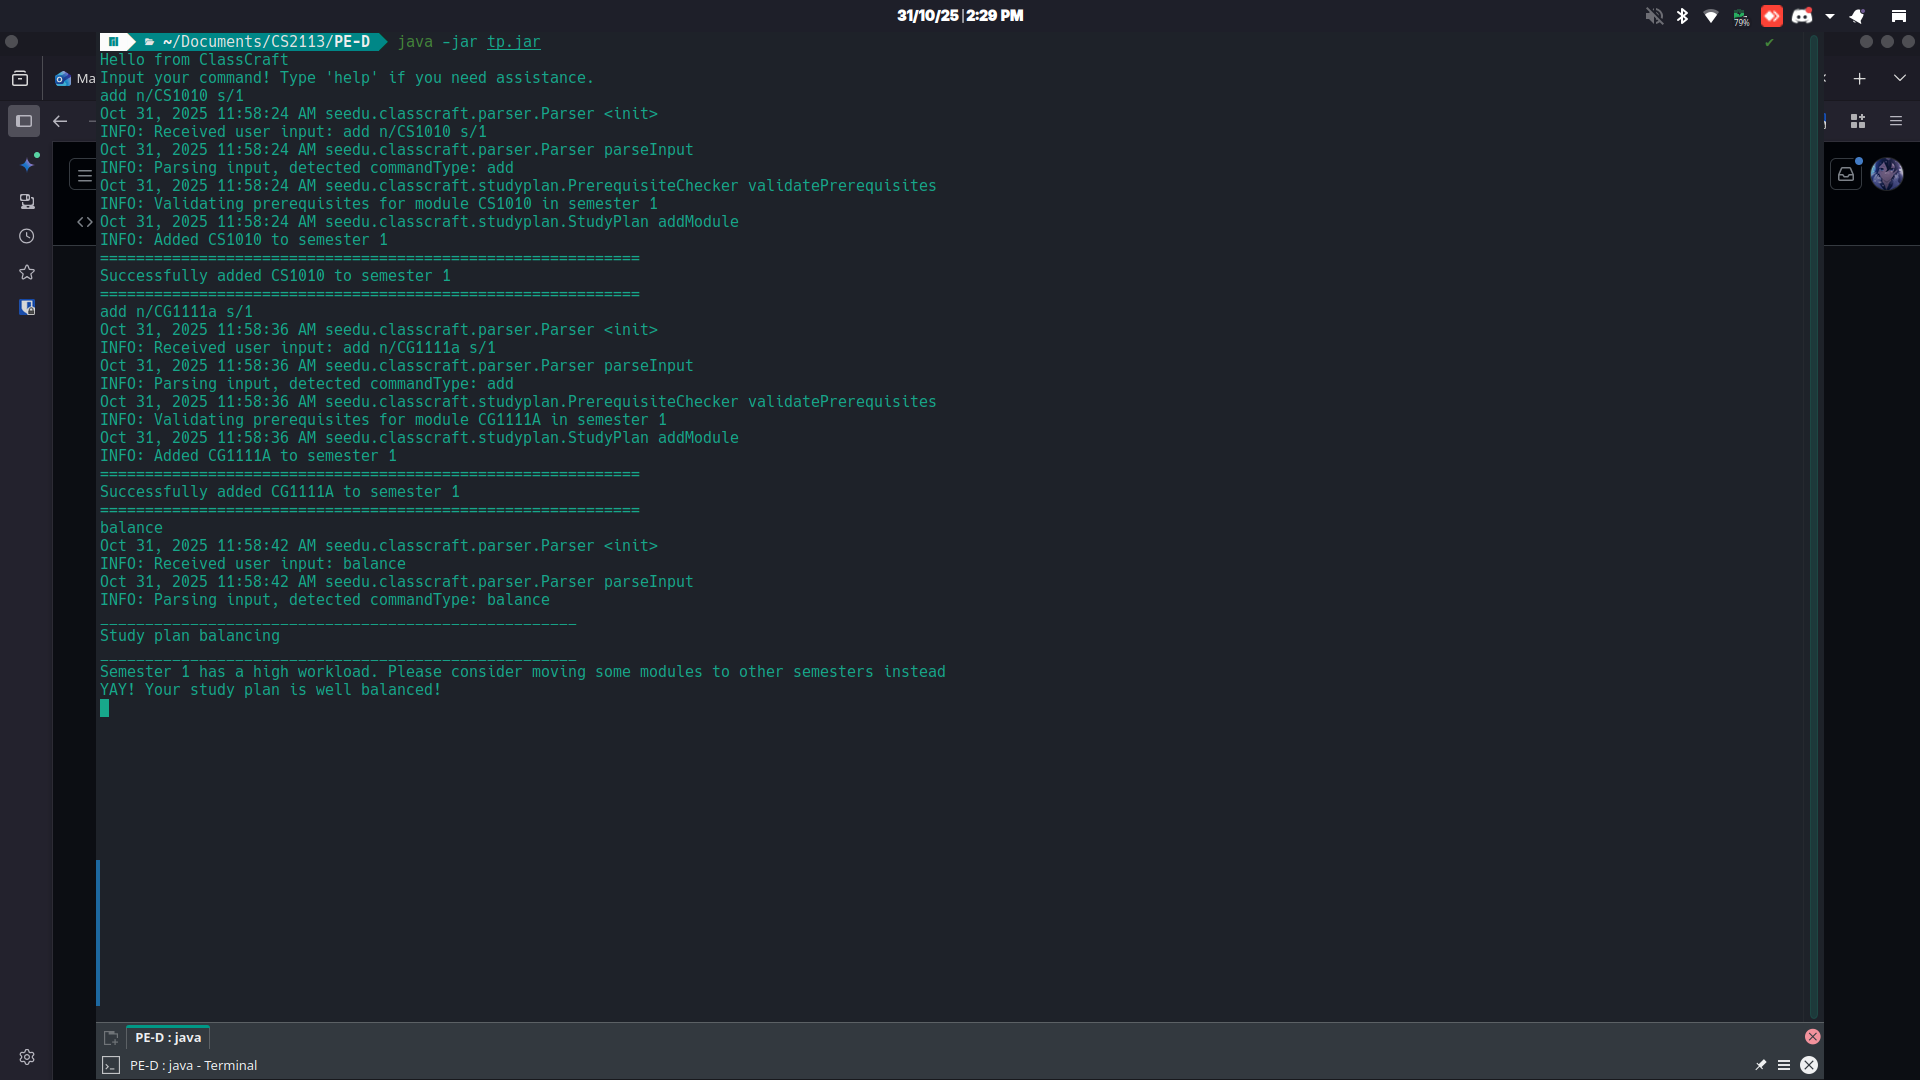 31/10/25 | 2:29 PM
79%
Ma
~/Documents/CS2113/PE-D java -jar tp.jar ✔
Hello from ClassCraft
Input your command! Type 'help' if you need assistance.
add n/CS1010 s/1
Oct 31, 2025 11:58:24 AM seedu.classcraft.parser.Parser <init>
INFO: Received user input: add n/CS1010 s/1
Oct 31, 2025 11:58:24 AM seedu.classcraft.parser.Parser parseInput
INFO: Parsing input, detected commandType: add
Oct 31, 2025 11:58:24 AM seedu.classcraft.studyplan.PrerequisiteChecker validatePrerequisites
INFO: Validating prerequisites for module CS1010 in semester 1
Oct 31, 2025 11:58:24 AM seedu.classcraft.studyplan.StudyPlan addModule
INFO: Added CS1010 to semester 1
============================================================
Successfully added CS1010 to semester 1
============================================================
add n/CG1111a s/1
Oct 31, 2025 11:58:36 AM seedu.classcraft.parser.Parser <init>
INFO: Received user input: add n/CG1111a s/1
Oct 31, 2025 11:58:36 AM seedu.classcraft.parser.Parser parseInput
INFO: Parsing input, detected commandType: add
Oct 31, 2025 11:58:36 AM seedu.classcraft.studyplan.PrerequisiteChecker validatePrerequisites
INFO: Validating prerequisites for module CG1111A in semester 1
Oct 31, 2025 11:58:36 AM seedu.classcraft.studyplan.StudyPlan addModule
INFO: Added CG1111A to semester 1
============================================================
Successfully added CG1111A to semester 1
============================================================
balance
Oct 31, 2025 11:58:42 AM seedu.classcraft.parser.Parser <init>
INFO: Received user input: balance
Oct 31, 2025 11:58:42 AM seedu.classcraft.parser.Parser parseInput
INFO: Parsing input, detected commandType: balance
_____________________________________________________
Study plan balancing
_____________________________________________________
Semester 1 has a high workload. Please consider moving some modules to other semesters instead
YAY! Your study plan is well balanced!
PE-D : java
PE-D : java - Terminal